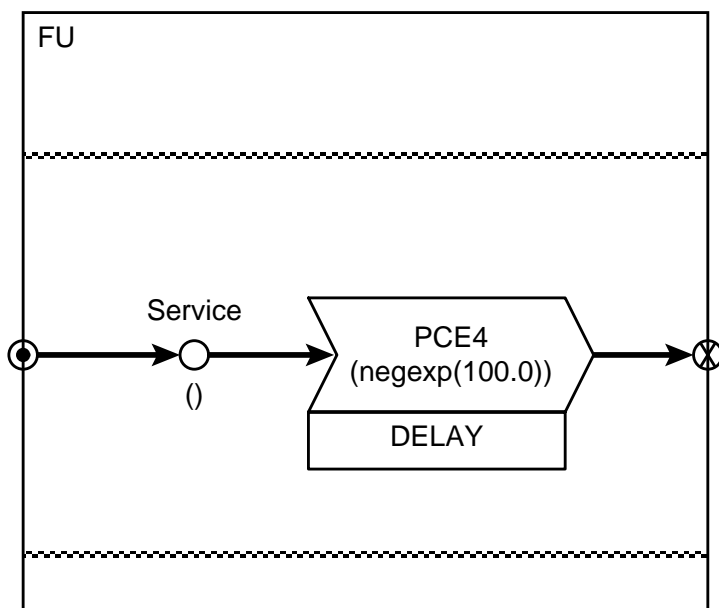 FU
Service
()
PCE4
(negexp(100.0))
DELAY